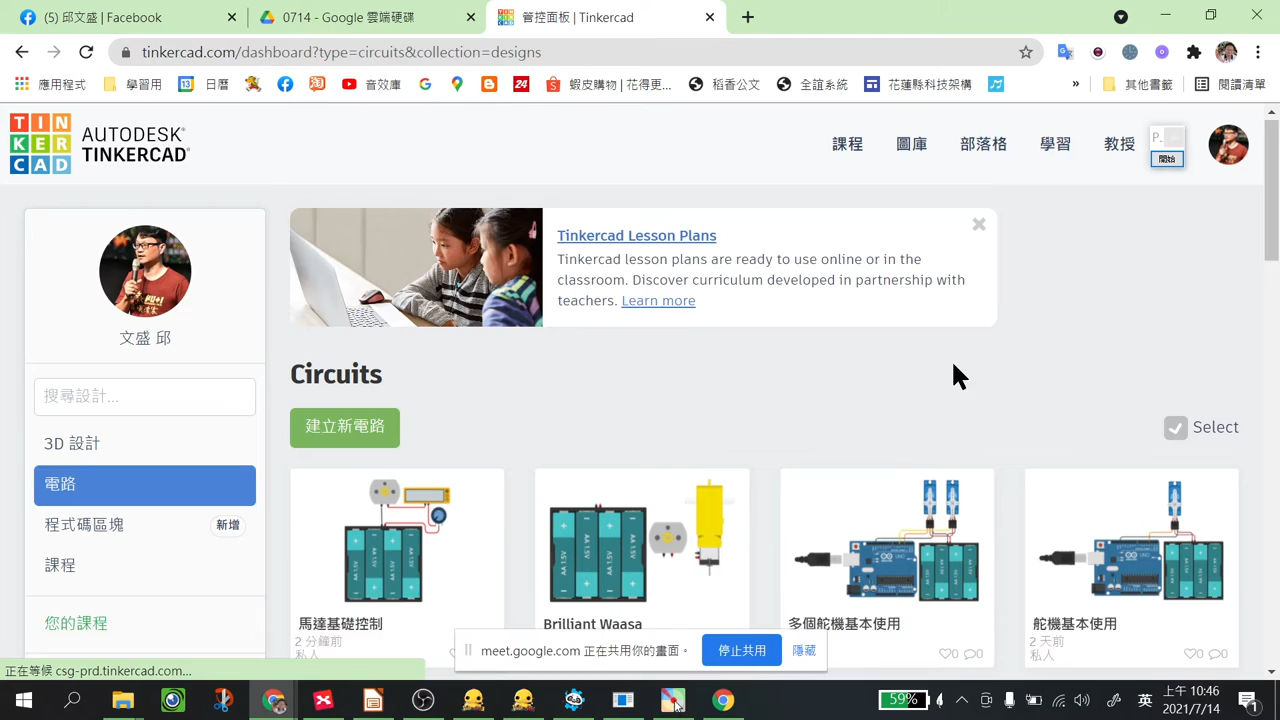 (5) 邱文盛 | Facebook
0714 - Google 雲端硬碟
管控面板 | Tinkercad
tinkercad.com/dashboard?type=circuits&collection=designs
應用程式
學習用
日曆
音效庫
蝦皮購物 | 花得更...
稻香公文
全誼系統
花蓮縣科技架構
»
其他書籤
閱讀清單
TINKERCAD
AUTODESK®
TINKERCAD®
課程
圖庫
部落格
學習
教授
P..
開始
Tinkercad Lesson Plans
Tinkercad lesson plans are ready to use online or in the
classroom. Discover curriculum developed in partnership with
teachers. Learn more
文盛 邱
搜尋設計...
3D 設計
電路
程式碼區塊
新增
課程
您的課程
Circuits
建立新電路
Select
馬達基礎控制
2 分鐘前
私人
Brilliant Waasa
多個舵機基本使用
0 0
舵機基本使用
2 天前
私人
0 0
meet.google.com 正在共用你的畫面。
停止共用
隱藏
正在等候 csg-prd.tinkercad.com...
59%
英
上午 10:46
2021/7/14
1